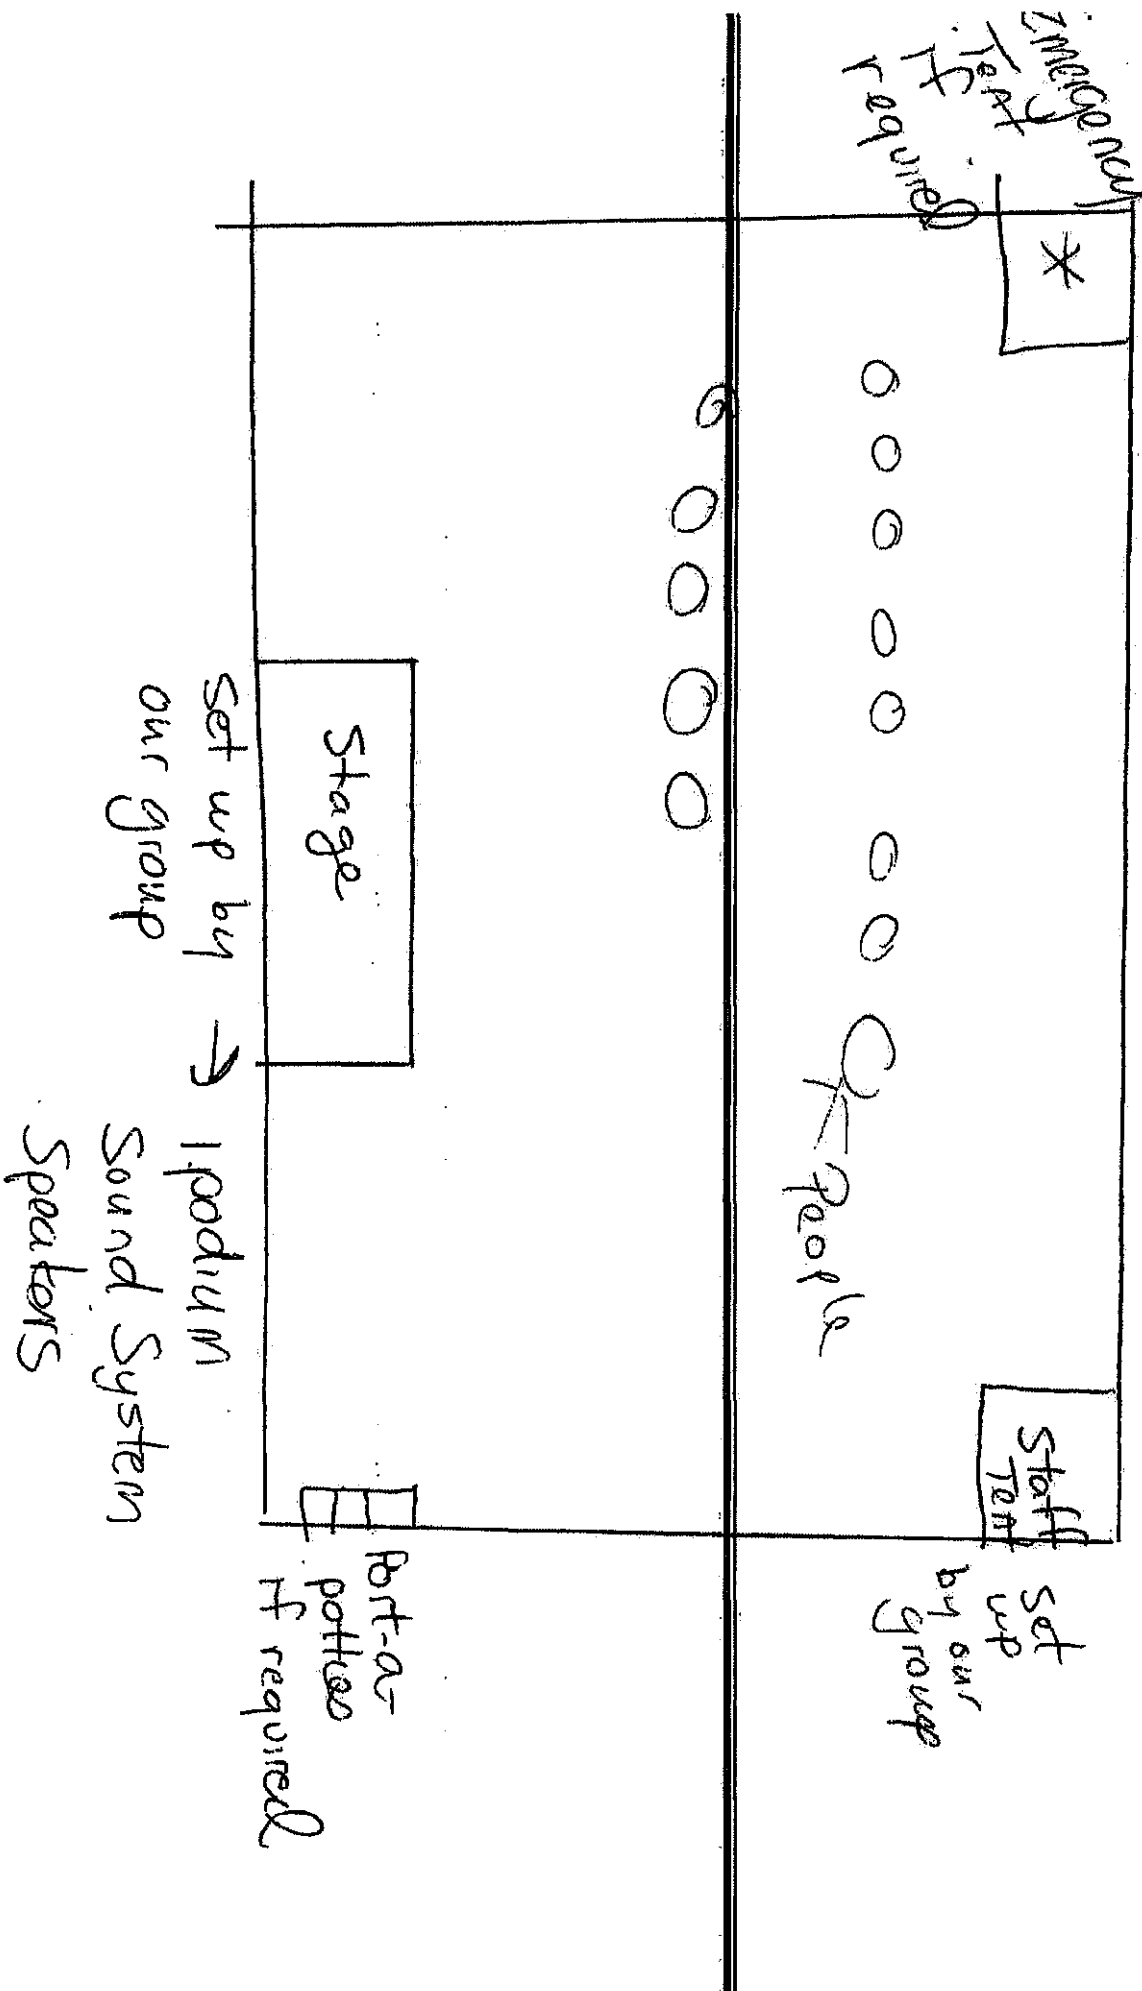 Emergency
Tent
If
required
*
Staff
Tent
Set
up
by our
group
People
Stage
Port-a-
potties
If required
Set up by → 1 podium
our group
Sound System
Speakers